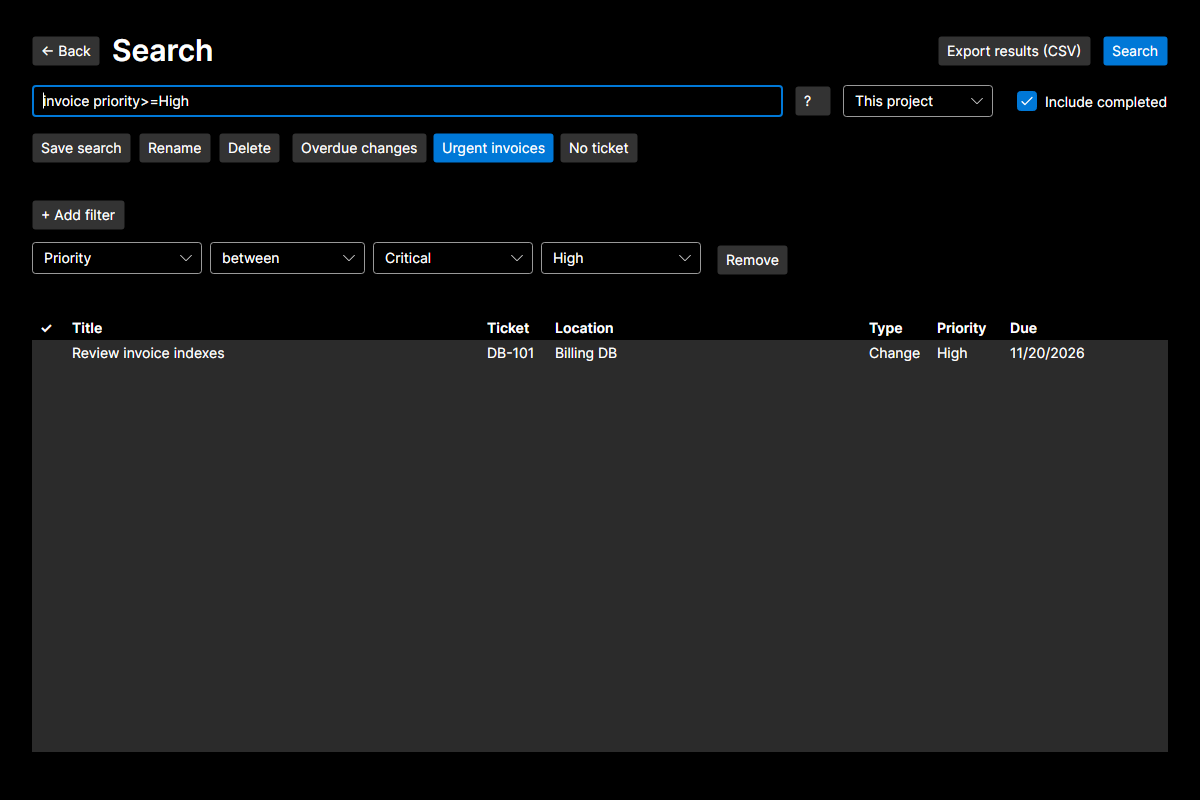 ← Back Search Export results (CSV) Search
invoice priority>=High ? This project Include completed
Save search Rename Delete Overdue changes Urgent invoices No ticket
+ Add filter
Priority between Critical High Remove
✓ Title Ticket Location Type Priority Due
Review invoice indexes DB-101 Billing DB Change High 11/20/2026